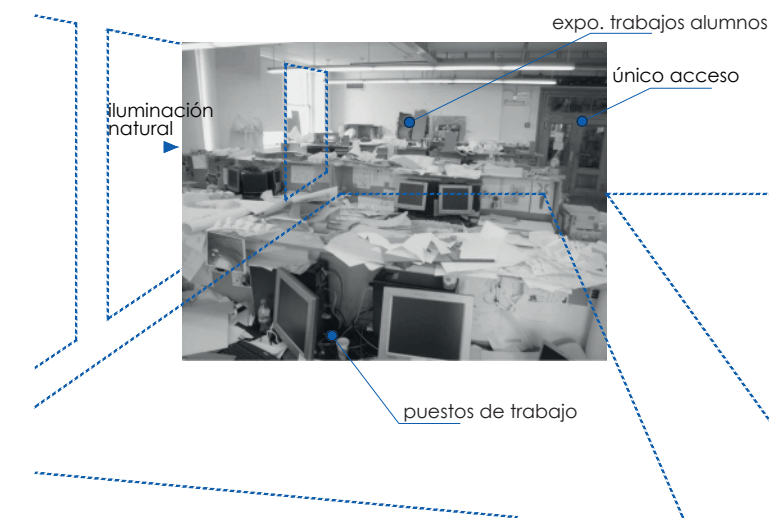 expo. trabajos alumnos
único acceso
iluminación
natural
puestos de trabajo